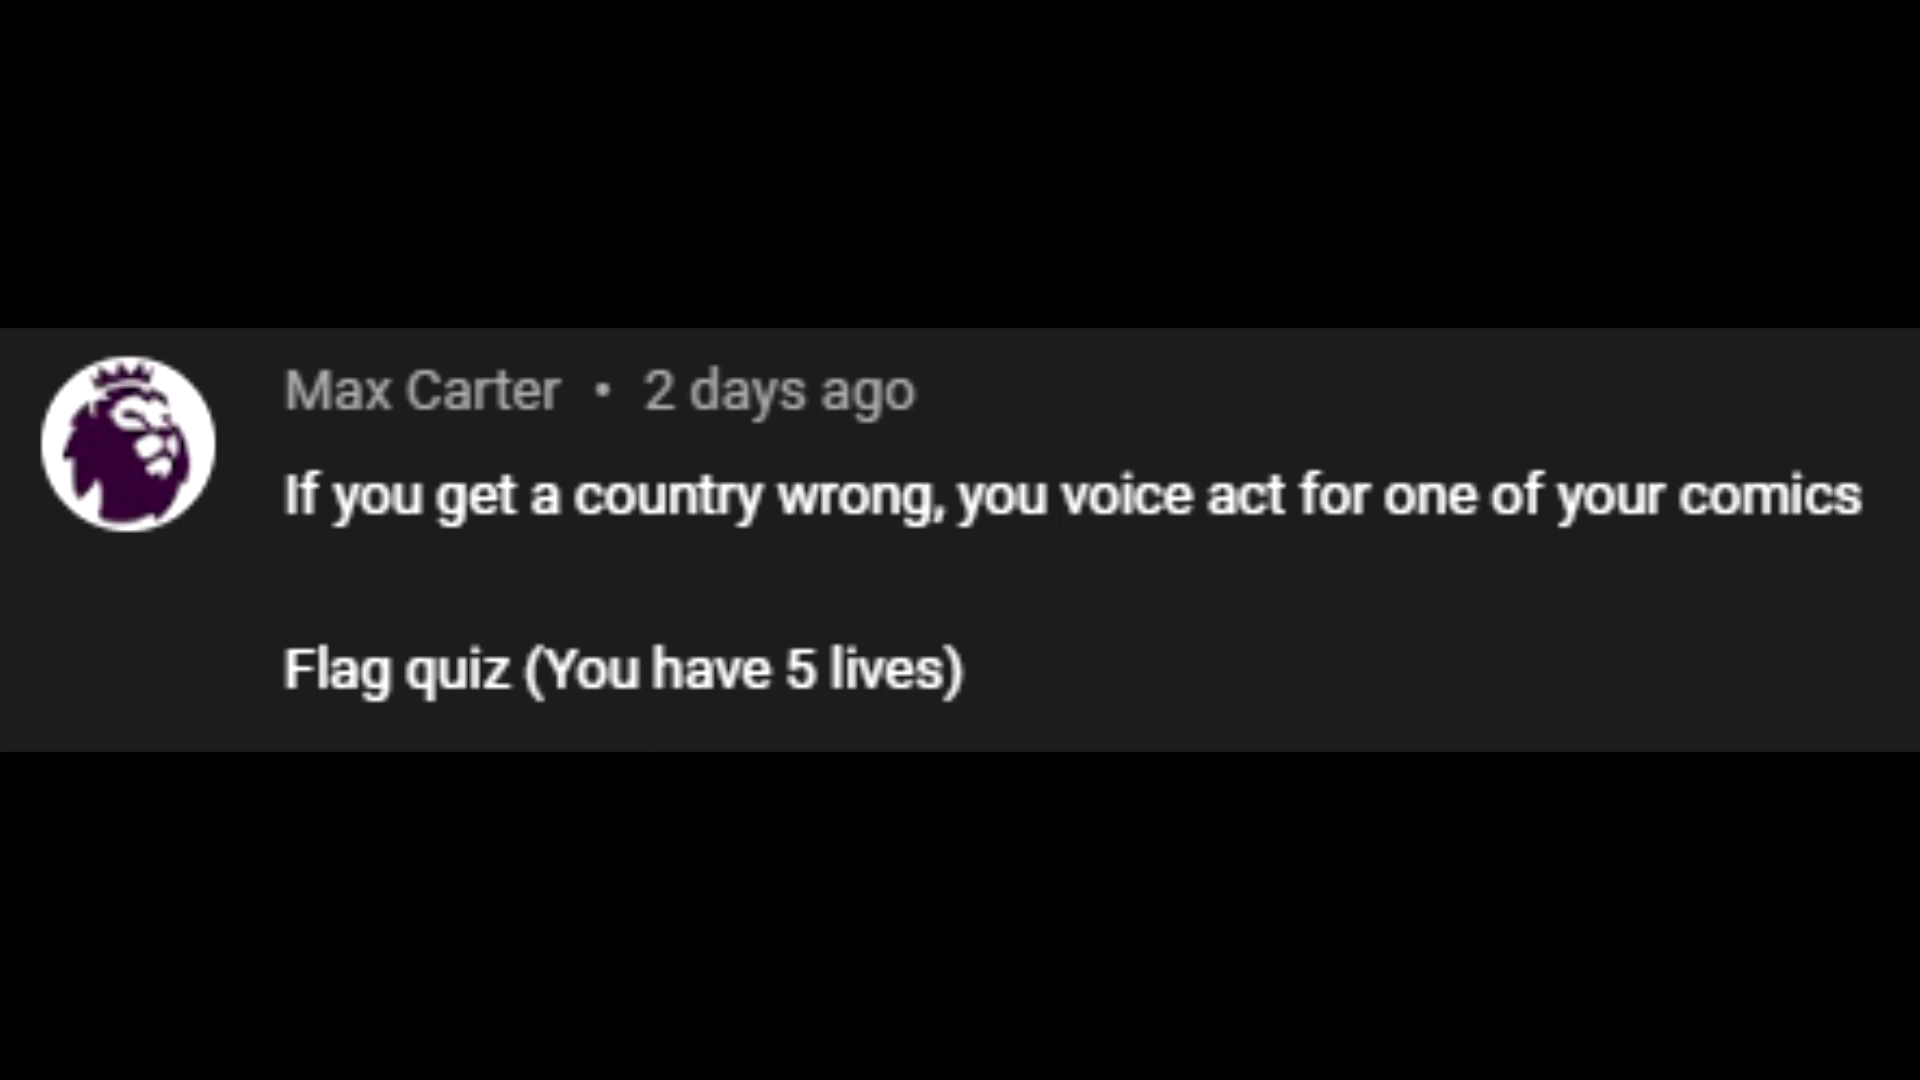 Max Carter • 2 days ago
If you get a country wrong, you voice act for one of your comics
Flag quiz (You have 5 lives)